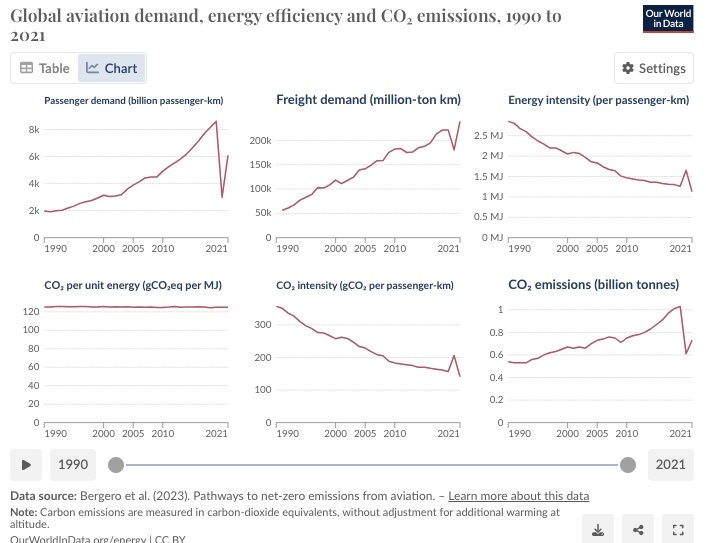 Global aviation demand, energy efficiency and CO₂ emissions, 1990 to
2021
Our World
in Data
Table
Chart
Settings
Passenger demand (billion passenger-km)
8k
6k
4k
2k
0
1990 2000 2005 2010 2021
Freight demand (million-ton km)
200k
150k
100k
50k
0
1990 2000 2005 2010 2021
Energy intensity (per passenger-km)
2.5 MJ
2 MJ
1.5 MJ
1 MJ
0.5 MJ
0 MJ
1990 2000 2005 2010 2021
CO₂ per unit energy (gCO₂eq per MJ)
120
100
80
60
40
20
0
1990 2000 2005 2010 2021
CO₂ intensity (gCO₂ per passenger-km)
300
200
100
0
1990 2000 2005 2010 2021
CO₂ emissions (billion tonnes)
1
0.8
0.6
0.4
0.2
0
1990 2000 2005 2010 2021
1990
2021
Data source: Bergero et al. (2023). Pathways to net-zero emissions from aviation. – Learn more about this data
Note: Carbon emissions are measured in carbon-dioxide equivalents, without adjustment for additional warming at
altitude.
OurWorldInData.org/energy | CC BY